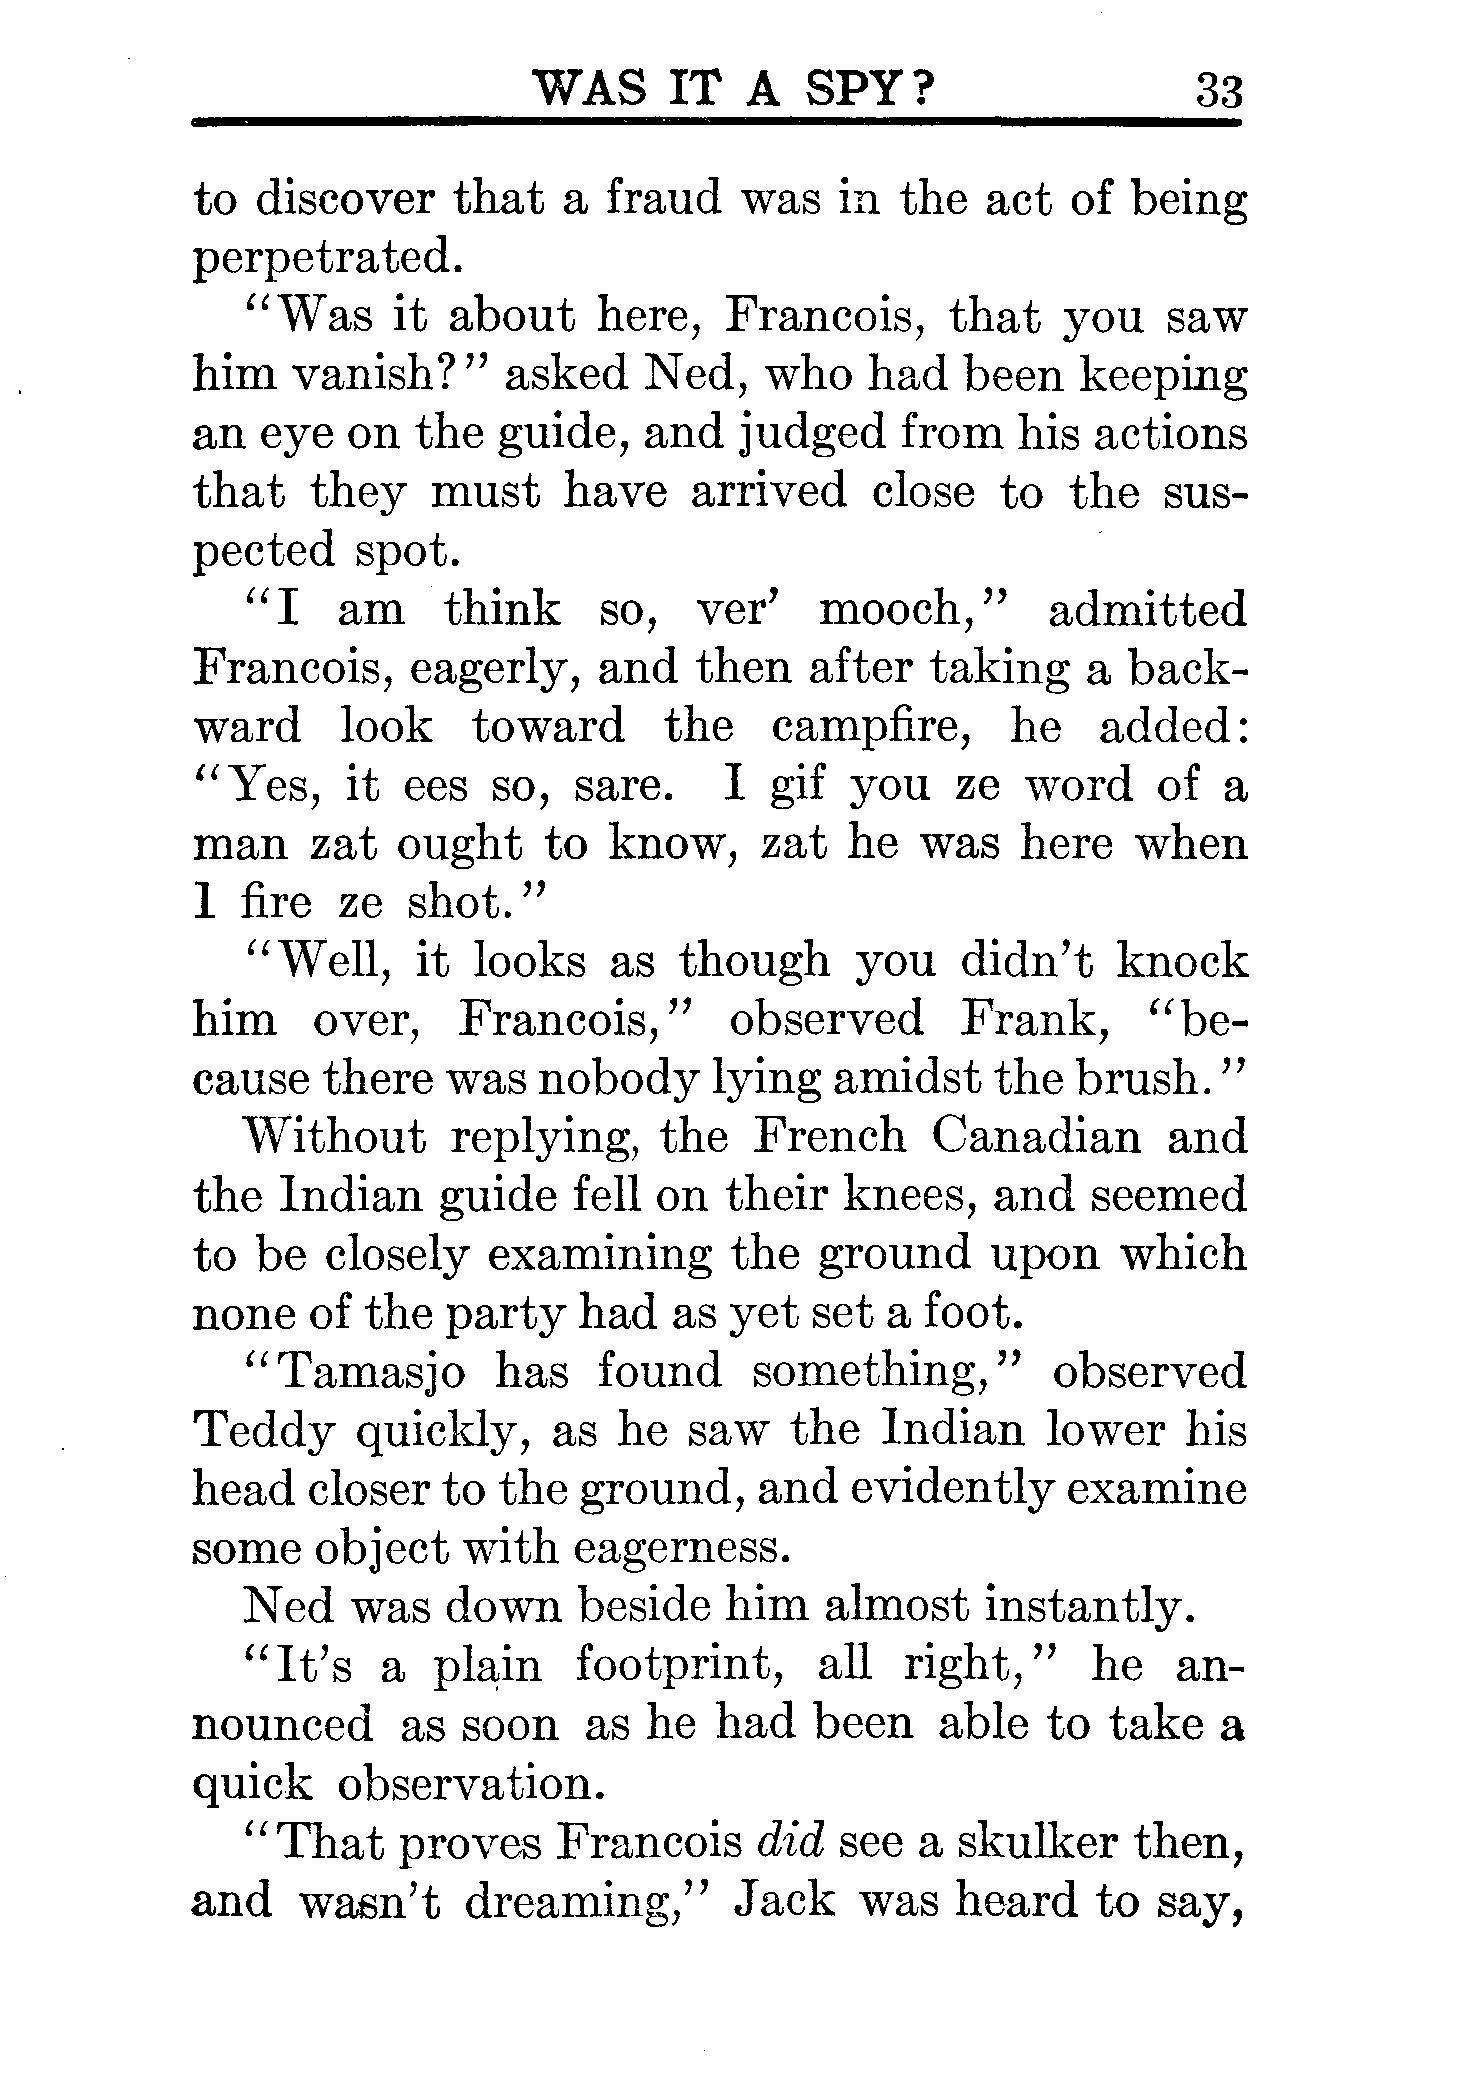 WAS IT A SPY? 33
to discover that a fraud was in the act of being
perpetrated.
"Was it about here, Francois, that you saw
him vanish?" asked Ned, who had been keeping
an eye on the guide, and judged from his actions
that they must have arrived close to the sus-
pected spot.
"I am think so, ver' mooch," admitted
Francois, eagerly, and then after taking a back-
ward look toward the campfire, he added:
"Yes, it ees so, sare. I gif you ze word of a
man zat ought to know, zat he was here when
I fire ze shot."
"Well, it looks as though you didn't knock
him over, Francois," observed Frank, "be-
cause there was nobody lying amidst the brush."
Without replying, the French Canadian and
the Indian guide fell on their knees, and seemed
to be closely examining the ground upon which
none of the party had as yet set a foot.
"Tamasjo has found something," observed
Teddy quickly, as he saw the Indian lower his
head closer to the ground, and evidently examine
some object with eagerness.
Ned was down beside him almost instantly.
"It's a plain footprint, all right," he an-
nounced as soon as he had been able to take a
quick observation.
"That proves Francois did see a skulker then,
and wasn't dreaming," Jack was heard to say,